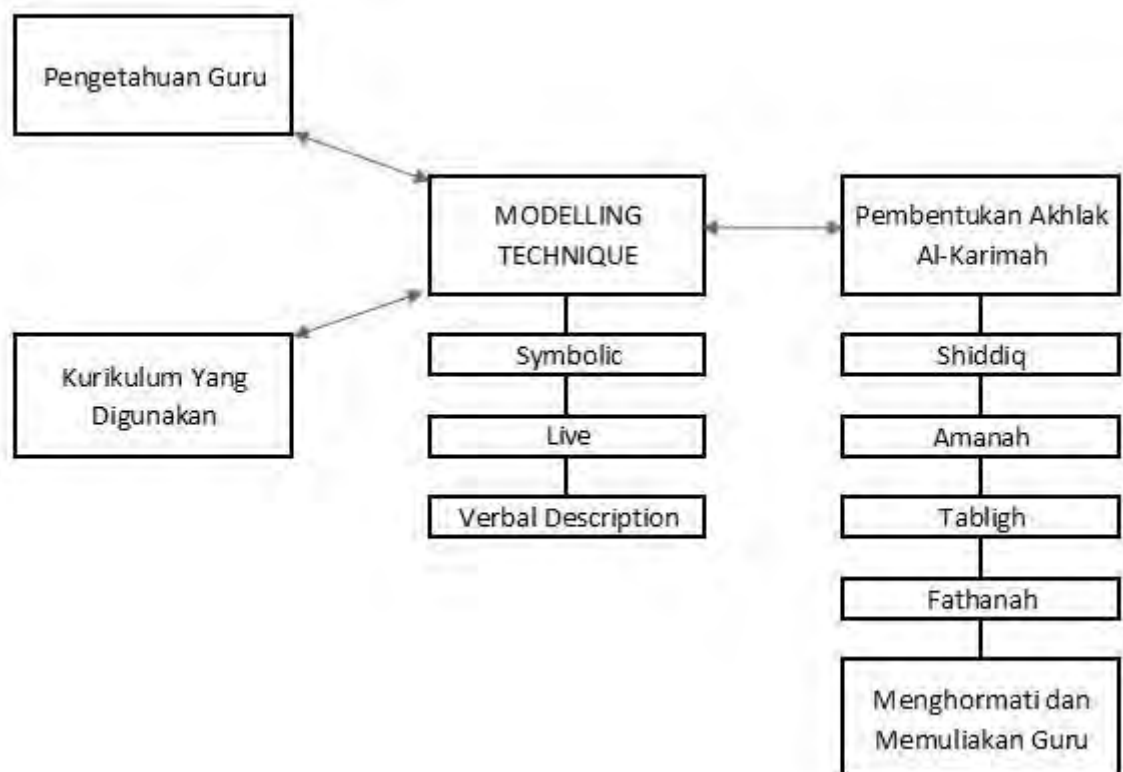 Pengetahuan Guru
MODELLING
TECHNIQUE
Pembentukan Akhlak
Al-Karimah
Kurikulum Yang
Digunakan
Symbolic
Live
Verbal Description
Shiddiq
Amanah
Tabligh
Fathanah
Menghormati dan
Memuliakan Guru